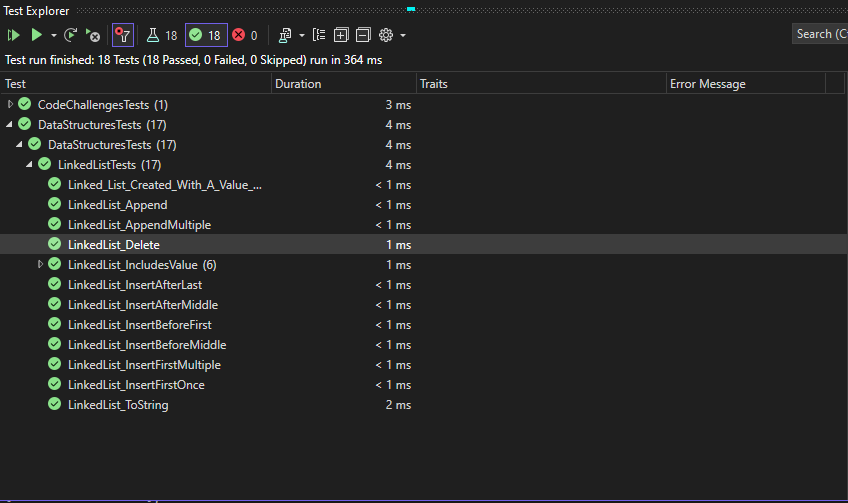 Test Explorer
18 18 0 Search (C
Test run finished: 18 Tests (18 Passed, 0 Failed, 0 Skipped) run in 364 ms
Test Duration Traits Error Message
CodeChallengesTests (1) 3 ms
DataStructuresTests (17) 4 ms
DataStructuresTests (17) 4 ms
LinkedListTests (17) 4 ms
Linked_List_Created_With_A_Value_... < 1 ms
LinkedList_Append < 1 ms
LinkedList_AppendMultiple < 1 ms
LinkedList_Delete 1 ms
LinkedList_IncludesValue (6) 1 ms
LinkedList_InsertAfterLast < 1 ms
LinkedList_InsertAfterMiddle < 1 ms
LinkedList_InsertBeforeFirst < 1 ms
LinkedList_InsertBeforeMiddle < 1 ms
LinkedList_InsertFirstMultiple < 1 ms
LinkedList_InsertFirstOnce < 1 ms
LinkedList_ToString 2 ms